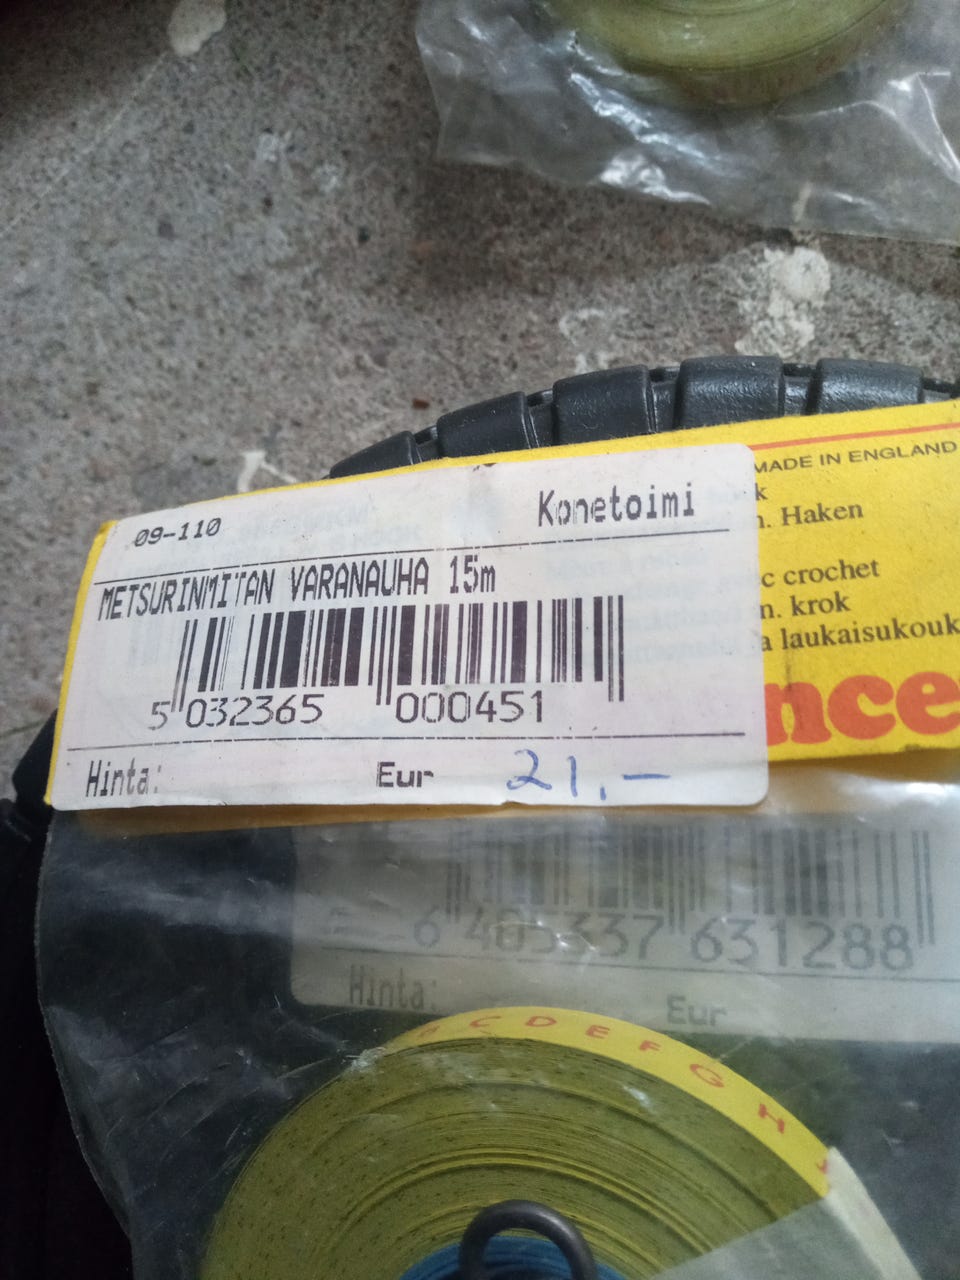 09-110
Konetoimi
METSURINMITAN VARANAUHA 15m
5 032365 000451
Hinta:
Eur
21,-
MADE IN ENGLAND
k
m. Haken
c crochet
m. krok
a laukaisukouk
nce
6 405337 631288
Hinta:
Eur
C D E F G H